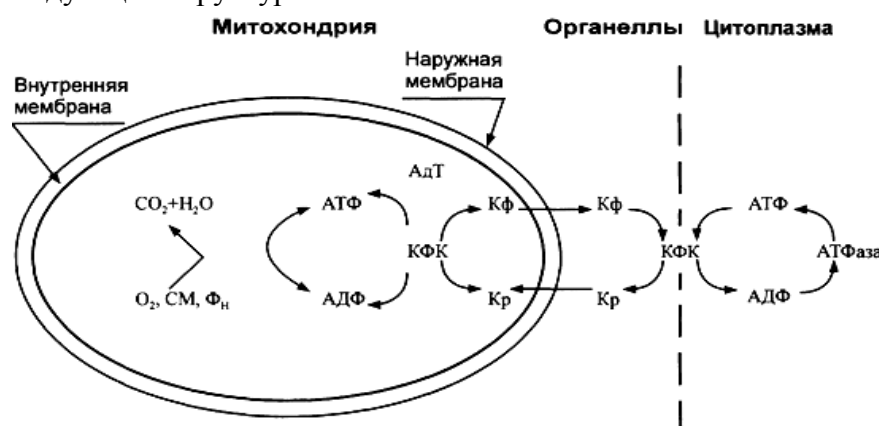 Митохондрия
Органеллы
Цитоплазма
Внутренняя
мембрана
Наружная
мембрана
АдТ
CO₂+H₂O
АТФ
Кф
Кф
АТФ
КФК
КФК
АТФаза
O₂, СМ, Фн
АДФ
Кр
Кр
АДФ